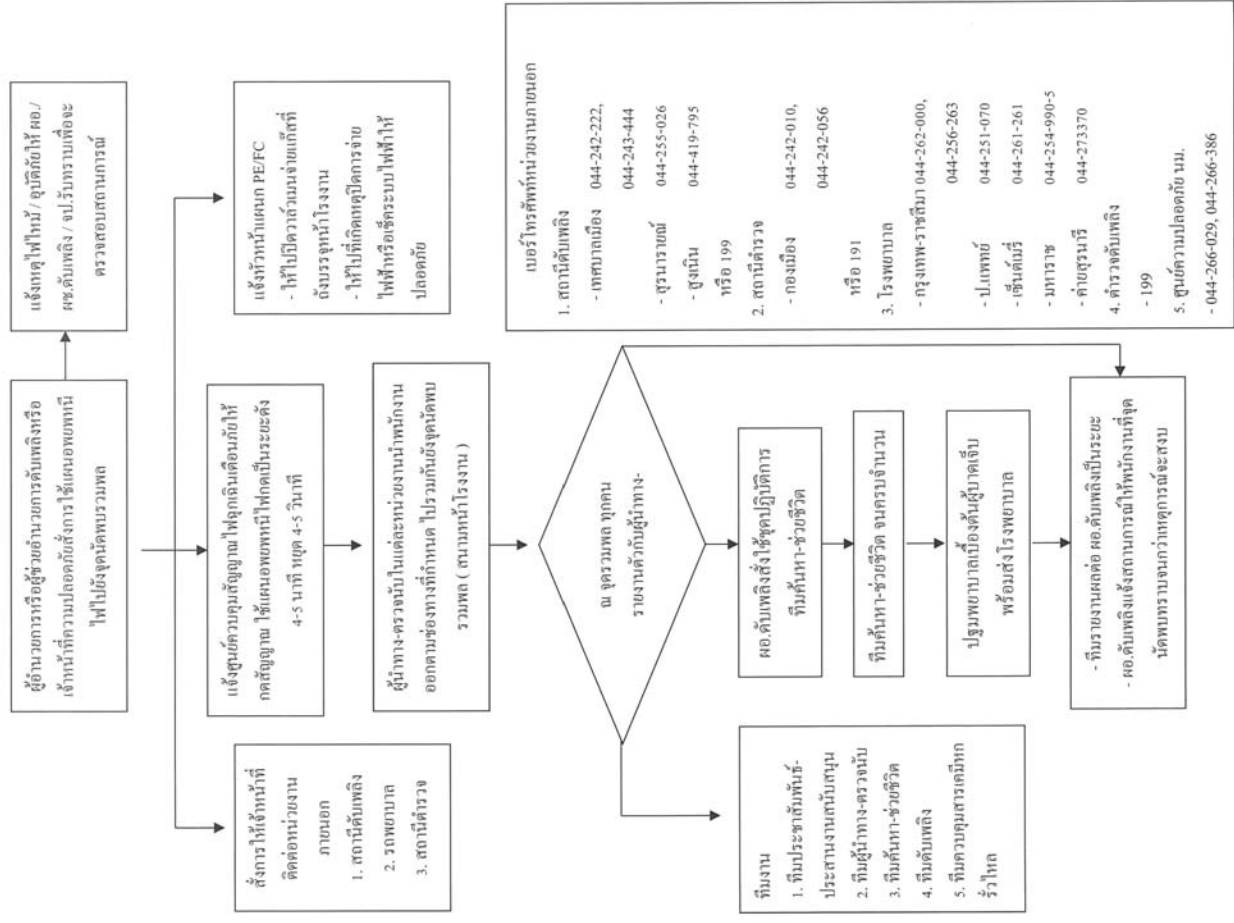 ผู้อำนวยการหรือผู้ช่วยอำนวยการดับเพลิงหรือ
เจ้าหน้าที่ความปลอดภัยสั่งการใช้แผนอพยพหนี
ไฟไปยังจุดนัดพบรวมพล
แจ้งเหตุไฟไหม้ / อุบัติภัยให้ ผอ./
ผช.ดับเพลิง / จป.รับทราบเพื่อจะ
ตรวจสอบสถานการณ์
สั่งการให้เจ้าหน้าที่
ติดต่อหน่วยงาน
ภายนอก
1. สถานีดับเพลิง
2. รถพยาบาล
3. สถานีตำรวจ
แจ้งศูนย์ควบคุมสัญญาณไฟฉุกเฉินเตือนภัยให้
กดสัญญาณ ใช้แผนอพยพหนีไฟกดเป็นระยะดัง
4-5 นาที หยุด 4-5 วินาที
แจ้งหัวหน้าแผนก PE/FC
- ให้ไปปิดวาล์วเมนจ่ายแก๊สที่
ถังบรรจุหน้าโรงงาน
- ให้ไปที่เกิดเหตุปิดการจ่าย
ไฟฟ้าหรือเช็คระบบไฟฟ้าให้
ปลอดภัย
ผู้นำทาง-ตรวจนับในแต่ละหน่วยงานนำพนักงาน
ออกตามช่องทางที่กำหนด ไปรวมกันยังจุดนัดพบ
รวมพล ( สนามหน้าโรงงาน )
ณ จุดรวมพล ทุกคน
รายงานตัวกับผู้นำทาง-
ทีมงาน
1. ทีมประชาสัมพันธ์-
ประสานงานสนับสนุน
2. ทีมผู้นำทาง-ตรวจนับ
3. ทีมค้นหา-ช่วยชีวิต
4. ทีมดับเพลิง
5. ทีมควบคุมสารเคมีหก
รั่วไหล
ผอ.ดับเพลิงสั่งใช้ชุดปฏิบัติการ
ทีมค้นหา-ช่วยชีวิต
ทีมค้นหา-ช่วยชีวิต จนครบจำนวน
ปฐมพยาบาลเบื้องต้นผู้บาดเจ็บ
พร้อมส่งโรงพยาบาล
- ทีมรายงานผลต่อ ผอ.ดับเพลิงเป็นระยะ
- ผอ.ดับเพลิงแจ้งสถานการณ์ให้พนักงานที่จุด
นัดพบทราบจนกว่าเหตุการณ์จะสงบ
เบอร์โทรศัพท์หน่วยงานภายนอก
1. สถานีดับเพลิง
- เทศบาลเมือง 044-242-222,
044-243-444
- สุรนารายณ์ 044-255-026
- สูงเนิน 044-419-795
หรือ 199
2. สถานีตำรวจ
- กองเมือง 044-242-010,
044-242-056
หรือ 191
3. โรงพยาบาล
- กรุงเทพ-ราชสีมา 044-262-000,
044-256-263
- ป.แพทย์ 044-251-070
- เซ็นต์เมรี่ 044-261-261
- มหาราช 044-254-990-5
- ค่ายสุรนารี 044-273370
4. ตำรวจดับเพลิง
- 199
5. ศูนย์ความปลอดภัย นม.
- 044-266-029, 044-266-386